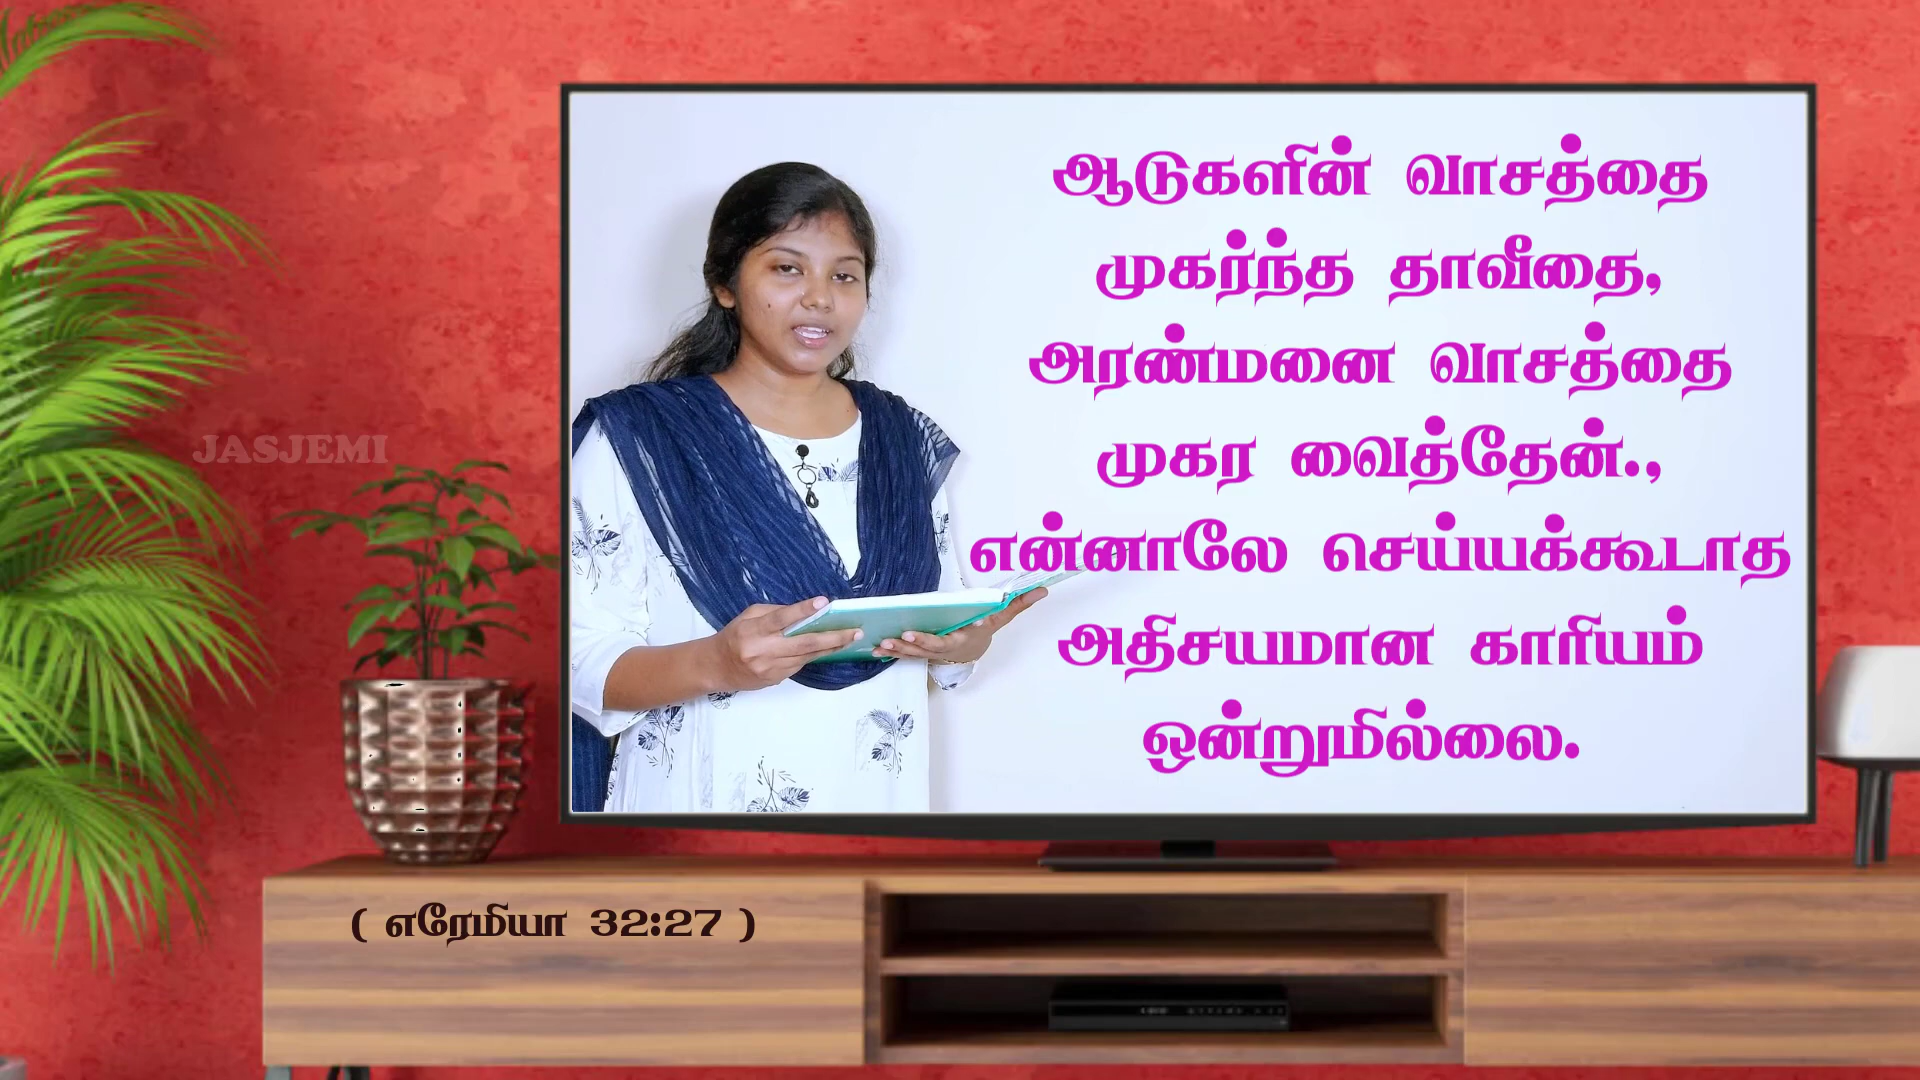 ஆடுகளின் வாசத்தை
முகர்ந்த தாவீதை,
அரண்மனை வாசத்தை
முகர வைத்தேன்.,
என்னாலே செய்யக்கூடாத
அதிசயமான காரியம்
ஒன்றுமில்லை.
JASJEMI
( எரேமியா 32:27 )